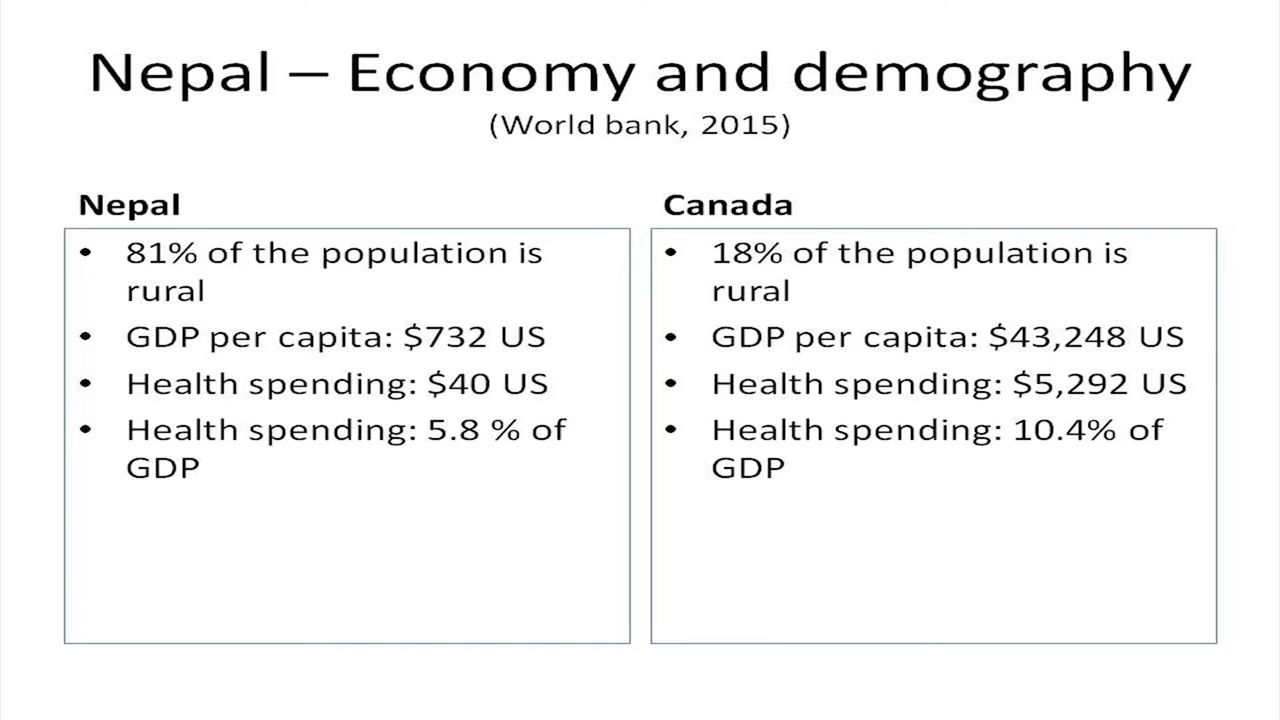 Nepal – Economy and demography
(World bank, 2015)
Nepal
• 81% of the population is
rural
• GDP per capita: $732 US
• Health spending: $40 US
• Health spending: 5.8 % of
GDP
Canada
• 18% of the population is
rural
• GDP per capita: $43,248 US
• Health spending: $5,292 US
• Health spending: 10.4% of
GDP